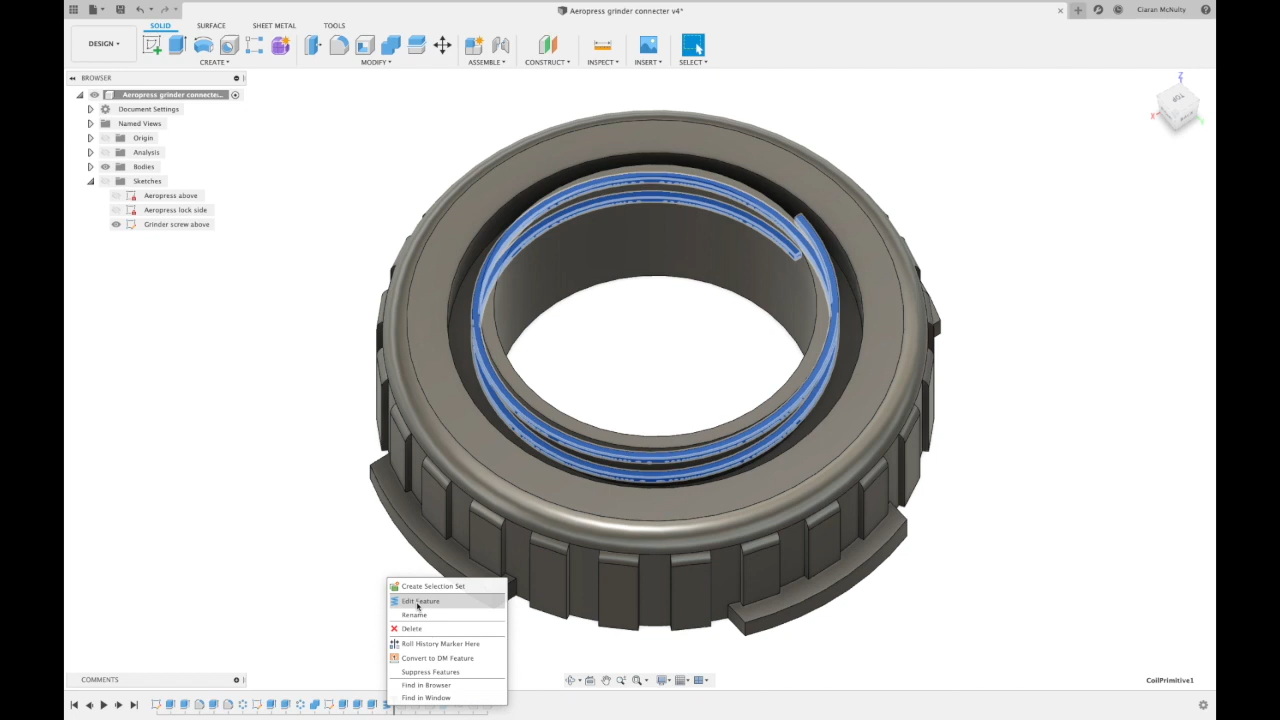 Aeropress grinder connecter v4*
Ciaran McNulty
SOLID
SURFACE
SHEET METAL
TOOLS
DESIGN
CREATE
MODIFY
ASSEMBLE
CONSTRUCT
INSPECT
INSERT
SELECT
BROWSER
Aeropress grinder connecte...
Document Settings
Named Views
Origin
Analysis
Bodies
Sketches
Aeropress above
Aeropress lock side
Grinder screw above
Z
TOP
BACK
X
Y
Create Selection Set
Edit Feature
Rename
Delete
Roll History Marker Here
Convert to DM Feature
Suppress Features
Find in Browser
Find in Window
COMMENTS
CoilPrimitive1